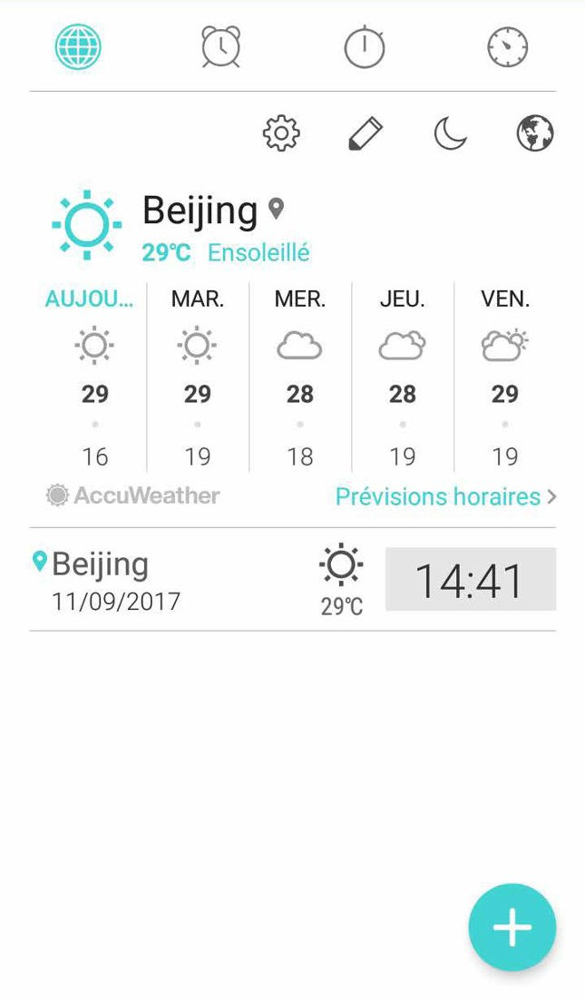 Beijing
29℃ Ensoleillé
AUJOU... MAR. MER. JEU. VEN.
29 29 28 28 29
16 19 18 19 19
AccuWeather Prévisions horaires >
Beijing
11/09/2017
29℃
14:41